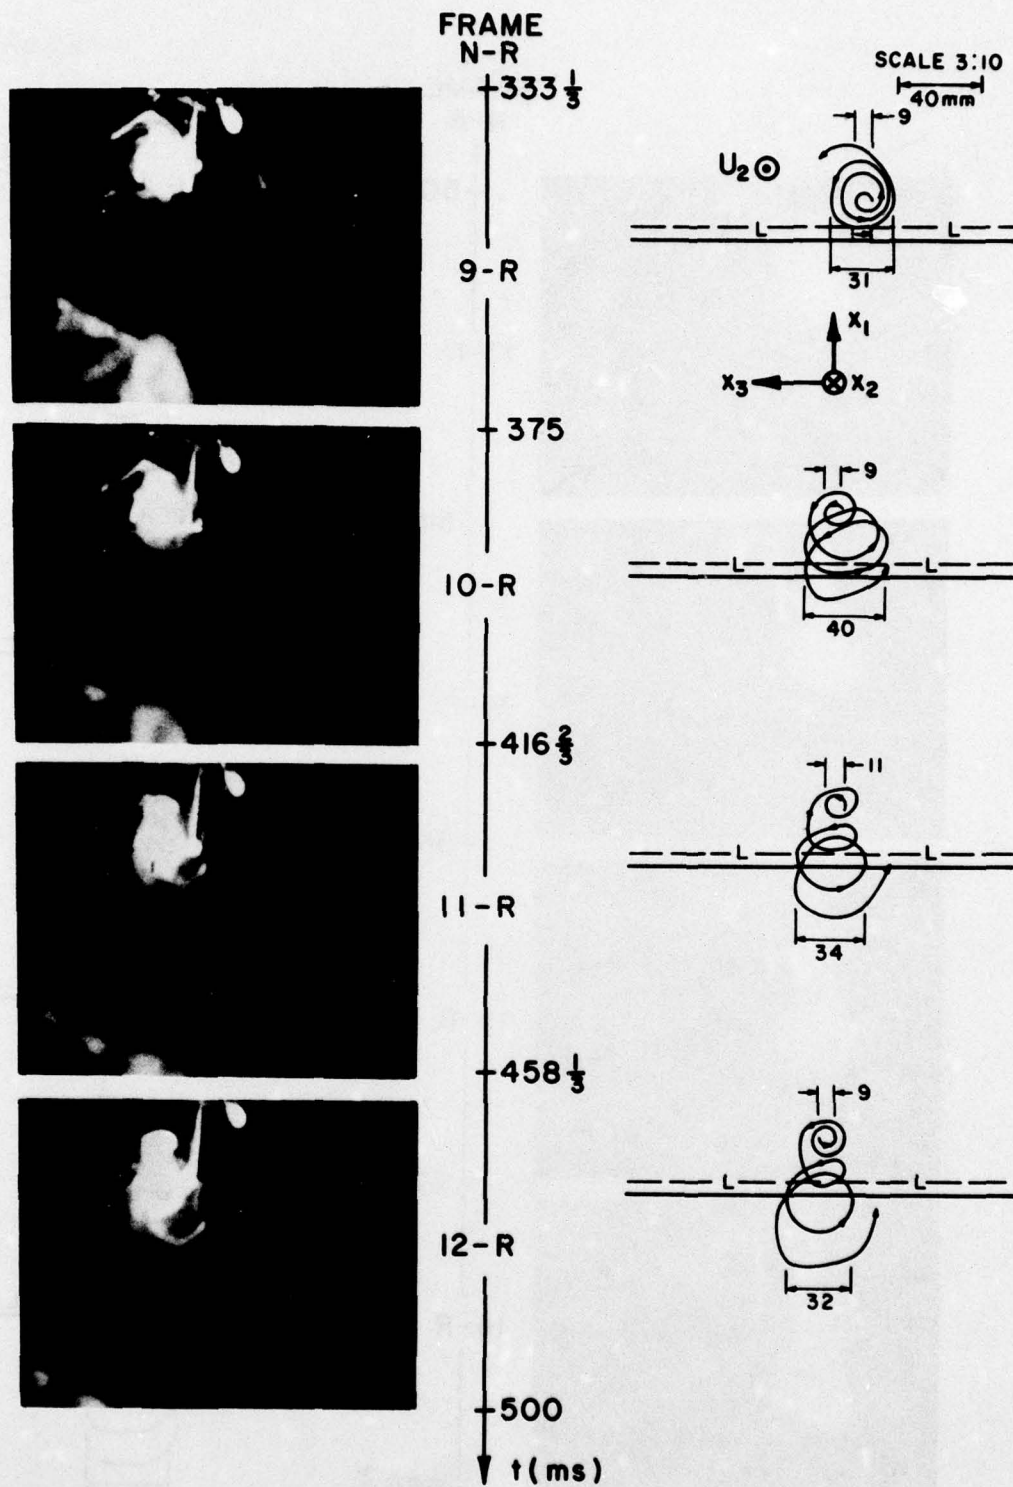 FRAME
N-R
SCALE 3:10
40mm
333 1/3
9
U2
L L
31
9-R
X1
X3 X2
375
9
L L
10-R
40
416 2/3
11
L L
11-R
34
458 1/3
9
L L
12-R
32
500
t(ms)